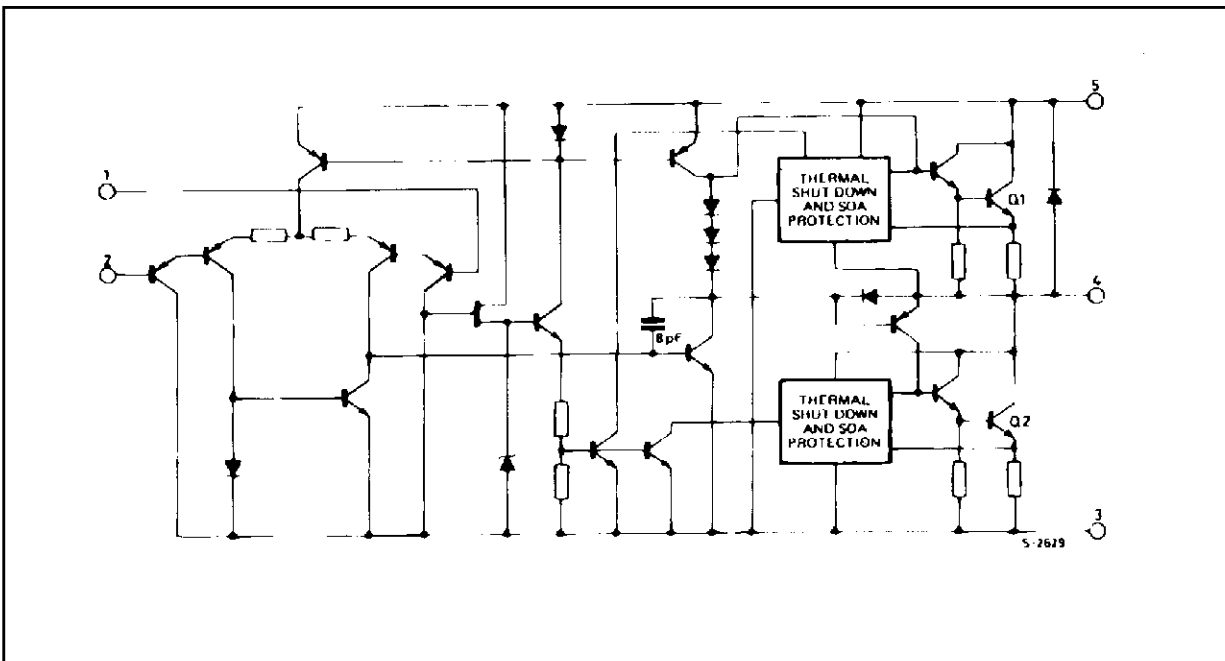 5
1
THERMAL
SHUT DOWN
AND SOA
PROTECTION
Q1
2
4
8pF
THERMAL
SHUT DOWN
AND SOA
PROTECTION
Q2
3
S-2629